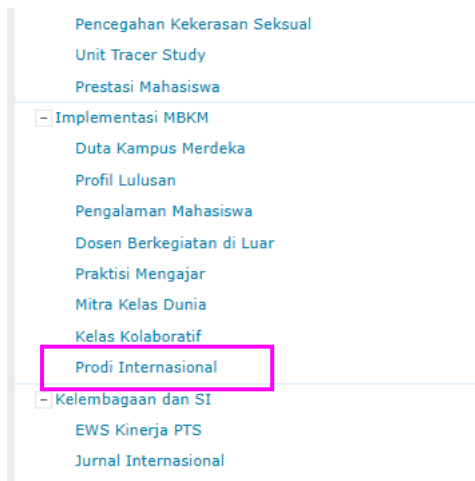 Pencegahan Kekerasan Seksual
Unit Tracer Study
Prestasi Mahasiswa
Implementasi MBKM
Duta Kampus Merdeka
Profil Lulusan
Pengalaman Mahasiswa
Dosen Berkegiatan di Luar
Praktisi Mengajar
Mitra Kelas Dunia
Kelas Kolaboratif
Prodi Internasional
Kelembagaan dan SI
EWS Kinerja PTS
Jurnal Internasional